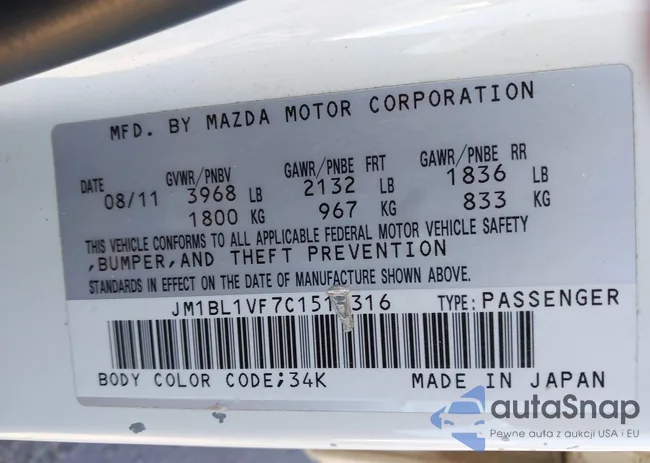 MFD. BY MAZDA MOTOR CORPORATION
DATE GVWR/PNBV GAWR/PNBE FRT GAWR/PNBE RR
08/11 3968 LB 2132 LB 1836 LB
1800 KG 967 KG 833 KG
THIS VEHICLE CONFORMS TO ALL APPLICABLE FEDERAL MOTOR VEHICLE SAFETY
,BUMPER,AND THEFT PREVENTION
STANDARDS IN EFFECT ON THE DATE OF MANUFACTURE SHOWN ABOVE.
TYPE:PASSENGER
BODY COLOR CODE;34K MADE IN JAPAN
autaSnap
Pewne auta z aukcji USA i EU